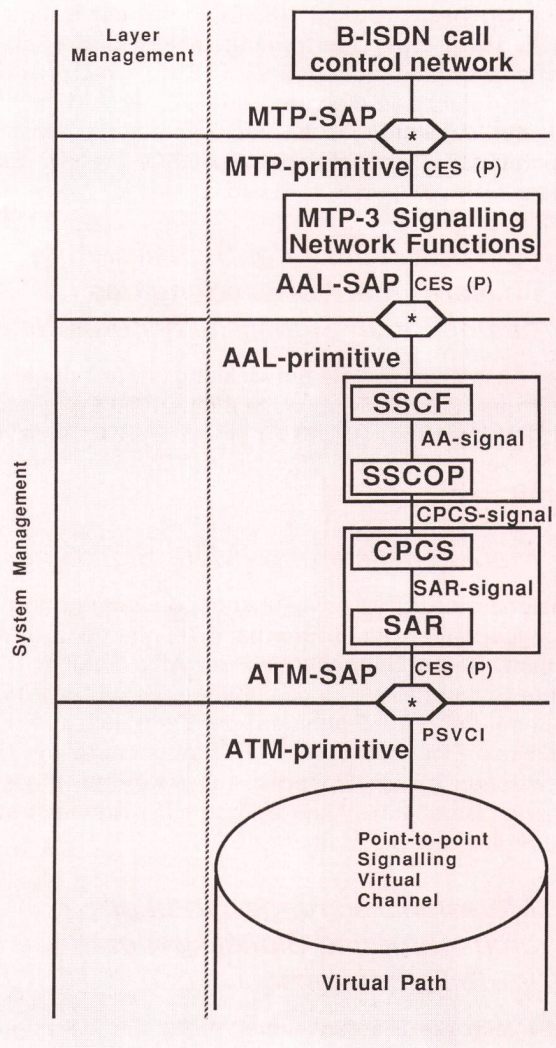 Layer
Management
B-ISDN call
control network
MTP-SAP
*
MTP-primitive CES (P)
MTP-3 Signalling
Network Functions
AAL-SAP CES (P)
*
AAL-primitive
SSCF
AA-signal
SSCOP
CPCS-signal
CPCS
SAR-signal
SAR
ATM-SAP CES (P)
*
ATM-primitive PSVCI
System Management
Point-to-point
Signalling
Virtual
Channel
Virtual Path